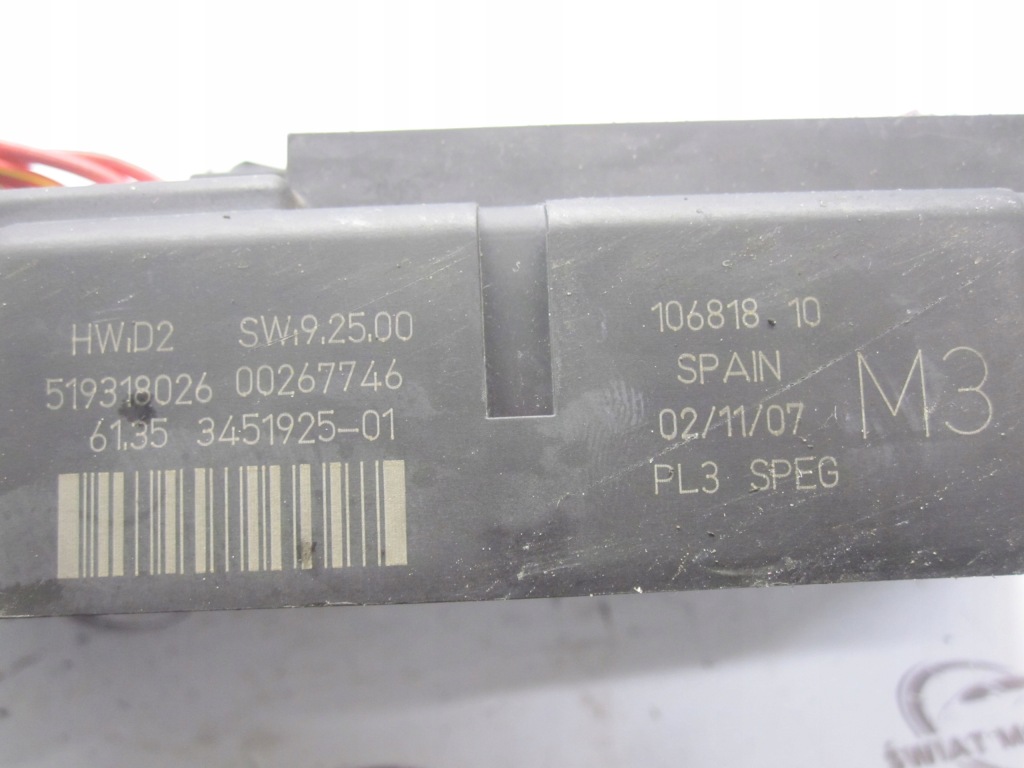 HW:D2 SW:9.25.00
519318026 00267746
61.35 3451925-01
106818.10
SPAIN
02/11/07
PL3 SPEG
M3
ŚWIAT M